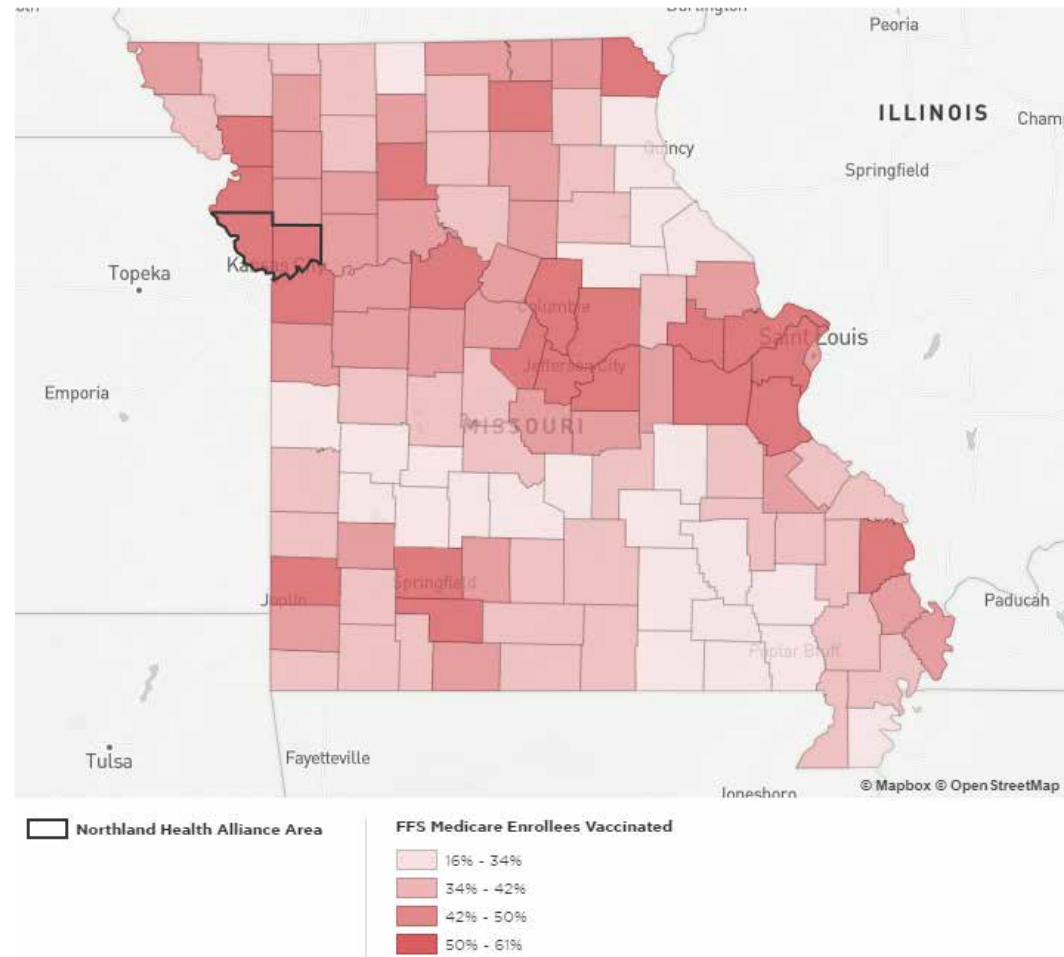 Peoria
ILLINOIS
Cham
Quincy
Springfield
Kansas City
Topeka
Columbia
Saint Louis
Jefferson City
Emporia
MISSOURI
Springfield
Joplin
Paducah
Poplar Bluff
Tulsa
Fayetteville
© Mapbox © OpenStreetMap
Northland Health Alliance Area
FFS Medicare Enrollees Vaccinated
16% - 34%
34% - 42%
42% - 50%
50% - 61%